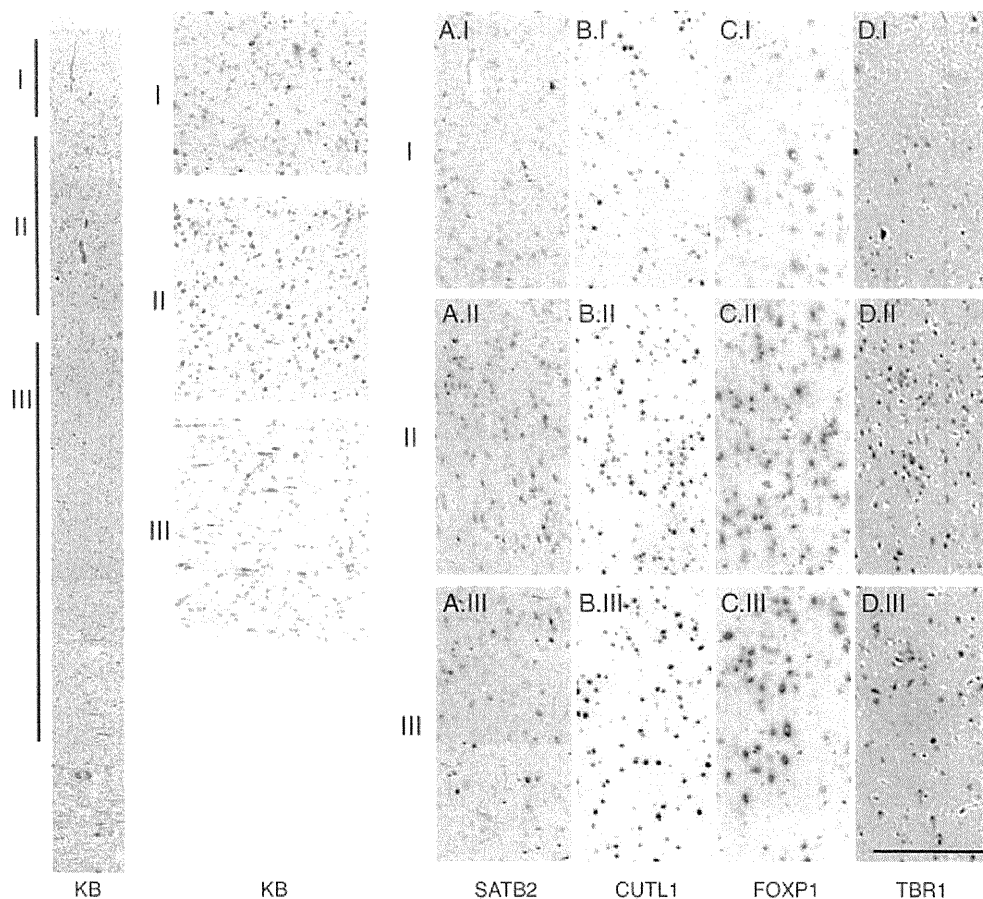 A.I B.I C.I D.I
I
I
I
II
II
A.II B.II C.II D.II
III
II
III
A.III B.III C.III D.III
III
KB KB SATB2 CUTL1 FOXP1 TBR1